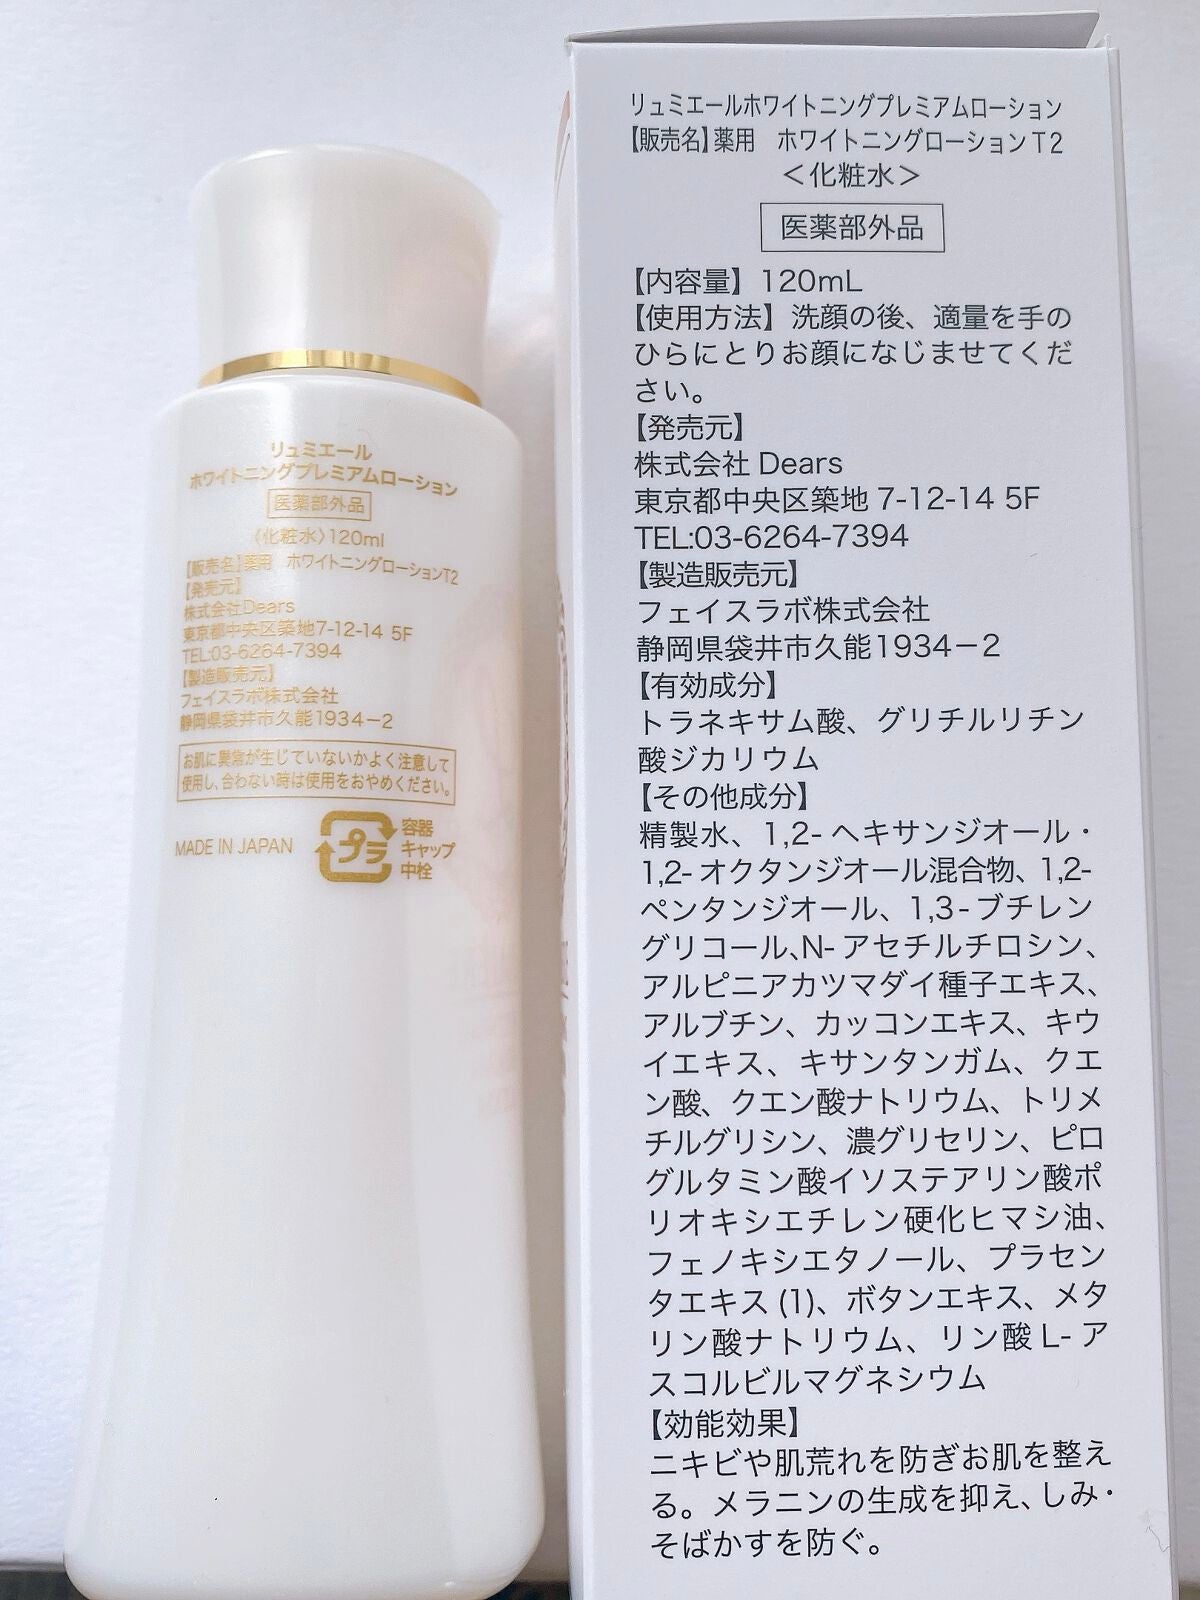 リュミエール
ホワイトニングプレミアムローション
医薬部外品
〈化粧水〉120ml
【販売名】薬用 ホワイトニングローションT2
【発売元】
株式会社Dears
東京都中央区築地7-12-14 5F
TEL:03-6264-7394
【製造販売元】
フェイスラボ株式会社
静岡県袋井市久能1934－2
お肌に異常が生じていないかよく注意して
使用し、合わない時は使用をおやめください。
MADE IN JAPAN
プラ
容器
キャップ
中栓
リュミエールホワイトニングプレミアムローション
【販売名】薬用 ホワイトニングローションT2
＜化粧水＞
医薬部外品
【内容量】120mL
【使用方法】洗顔の後、適量を手の
ひらにとりお顔になじませてくだ
さい。
【発売元】
株式会社 Dears
東京都中央区築地 7-12-14 5F
TEL:03-6264-7394
【製造販売元】
フェイスラボ株式会社
静岡県袋井市久能1934－2
【有効成分】
トラネキサム酸、グリチルリチン
酸ジカリウム
【その他成分】
精製水、1,2- ヘキサンジオール・
1,2- オクタンジオール混合物、1,2-
ペンタンジオール、1,3 - ブチレン
グリコール、N- アセチルチロシン、
アルピニアカツマダイ種子エキス、
アルブチン、カッコンエキス、キウ
イエキス、キサンタンガム、クエ
ン酸、クエン酸ナトリウム、トリメ
チルグリシン、濃グリセリン、ピロ
グルタミン酸イソステアリン酸ポ
リオキシエチレン硬化ヒマシ油、
フェノキシエタノール、プラセン
タエキス (1)、ボタンエキス、メタ
リン酸ナトリウム、リン酸 L- ア
スコルビルマグネシウム
【効能効果】
ニキビや肌荒れを防ぎお肌を整え
る。メラニンの生成を抑え、しみ・
そばかすを防ぐ。